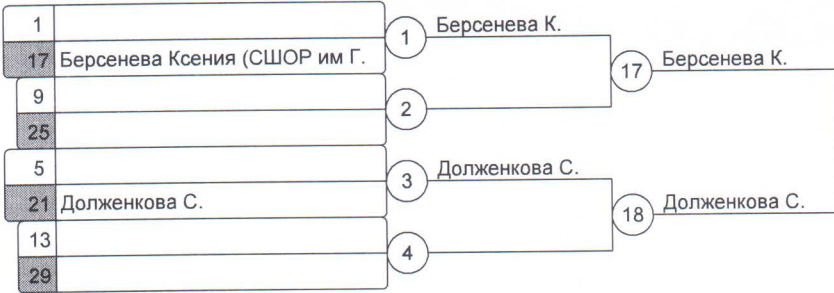 1
1 Берсенева К.
17 Берсенева Ксения (СШОР им Г.
17 Берсенева К.
9
2
25
5
3 Долженкова С.
21 Долженкова С.
18 Долженкова С.
13
4
29